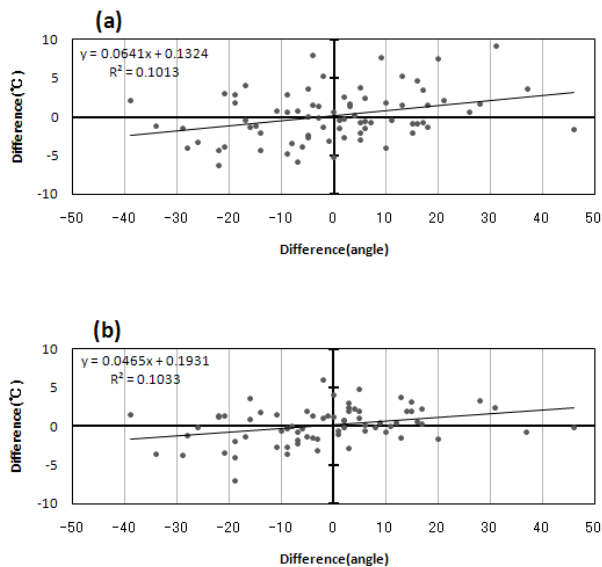 (a)
10
y = 0.0641x + 0.1324
R² = 0.1013
5
0
-5
-10
Difference(℃)
-50 -40 -30 -20 -10 0 10 20 30 40 50
Difference(angle)
(b)
10
y = 0.0465x + 0.1931
R² = 0.1033
5
0
-5
-10
Difference(℃)
-50 -40 -30 -20 -10 0 10 20 30 40 50
Difference(angle)